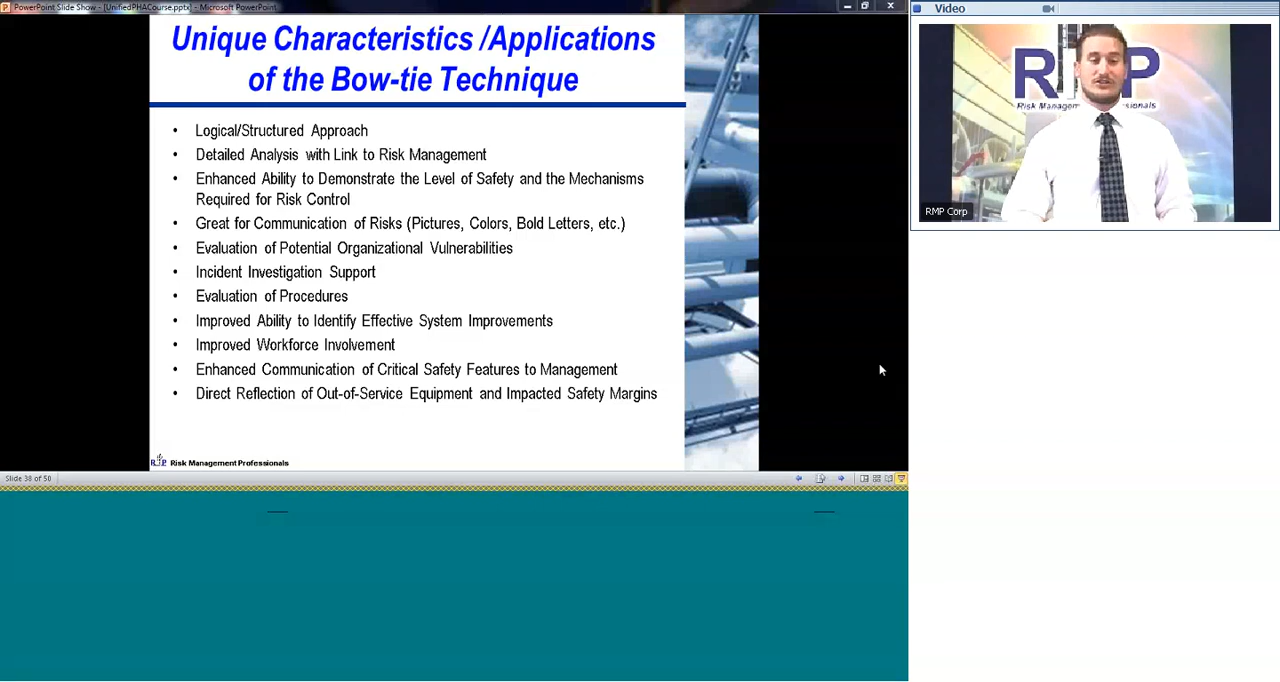 PowerPoint Slide Show - [UnifiedPHACourse.pptx] - Microsoft PowerPoint
Video
Unique Characteristics /Applications
of the Bow-tie Technique
• Logical/Structured Approach
• Detailed Analysis with Link to Risk Management
• Enhanced Ability to Demonstrate the Level of Safety and the Mechanisms
Required for Risk Control
• Great for Communication of Risks (Pictures, Colors, Bold Letters, etc.)
• Evaluation of Potential Organizational Vulnerabilities
• Incident Investigation Support
• Evaluation of Procedures
• Improved Ability to Identify Effective System Improvements
• Improved Workforce Involvement
• Enhanced Communication of Critical Safety Features to Management
• Direct Reflection of Out-of-Service Equipment and Impacted Safety Margins
Risk Management Professionals
Slide 38 of 50
R P
Risk Professionals
RMP Corp